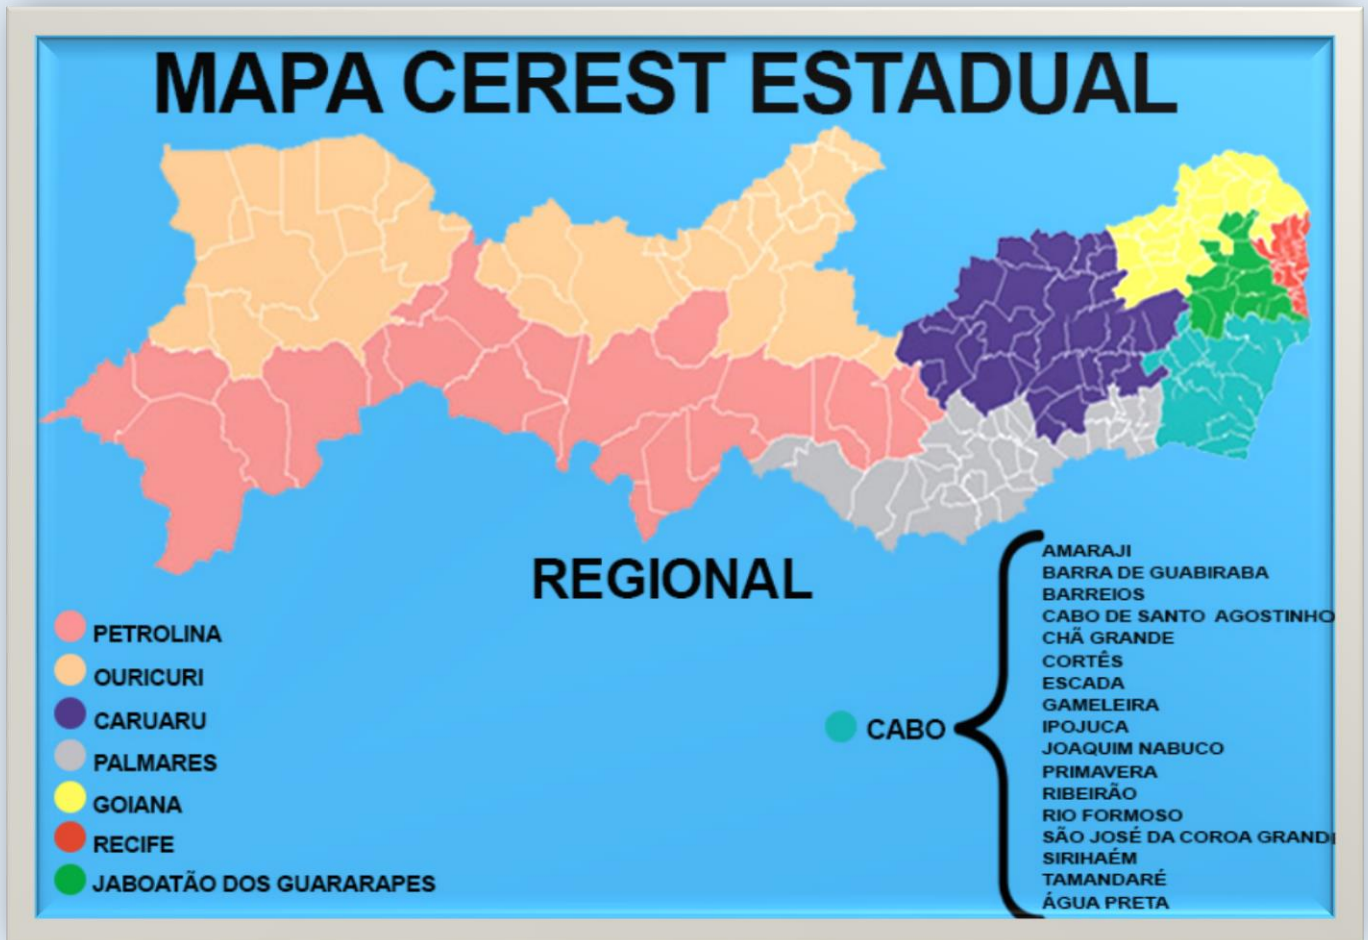 MAPA CEREST ESTADUAL
REGIONAL
PETROLINA
OURICURI
CARUARU
PALMARES
GOIANA
RECIFE
JABOATÃO DOS GUARARAPES
CABO
AMARAJI
BARRA DE GUABIRABA
BARREIOS
CABO DE SANTO AGOSTINHO
CHÃ GRANDE
CORTÊS
ESCADA
GAMELEIRA
IPOJUCA
JOAQUIM NABUCO
PRIMAVERA
RIBEIRÃO
RIO FORMOSO
SÃO JOSÉ DA COROA GRAND
SIRIHAÉM
TAMANDARÉ
ÁGUA PRETA